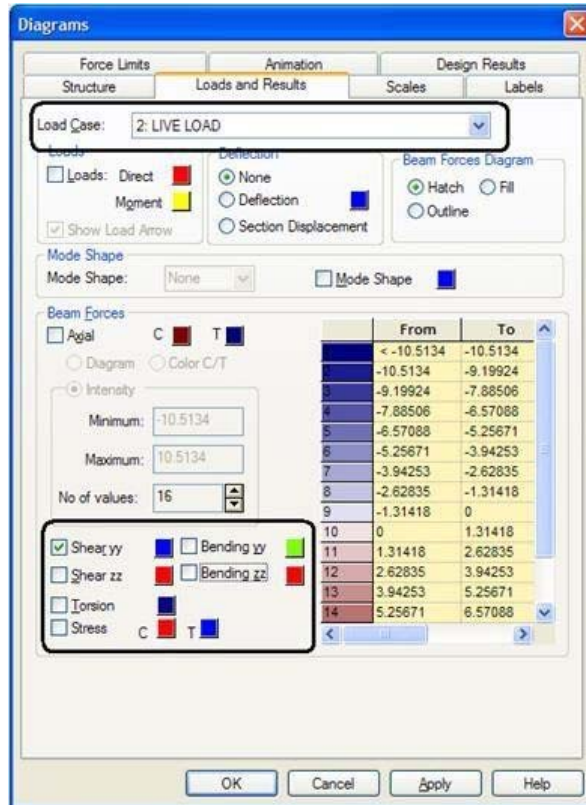 Diagrams
Force Limits Animation Design Results
Structure Loads and Results Scales Labels
Load Case: 2: LIVE LOAD
Loads Deflection Beam Forces Diagram
Loads: Direct None Hatch Fill
Moment Deflection Outline
Show Load Arrow Section Displacement
Mode Shape
Mode Shape: None Mode Shape
Beam Forces
Axial C T
Diagram Color C/T
Intensity
Minimum: -10.5134
Maximum: 10.5134
No of values: 16
From To
< -10.5134 -10.5134
2 -10.5134 -9.19924
3 -9.19924 -7.88506
4 -7.88506 -6.57088
5 -6.57088 -5.25671
6 -5.25671 -3.94253
7 -3.94253 -2.62835
8 -2.62835 -1.31418
9 -1.31418 0
10 0 1.31418
11 1.31418 2.62835
12 2.62835 3.94253
13 3.94253 5.25671
14 5.25671 6.57088
Shear yy Bending yy
Shear zz Bending zz
Torsion
Stress C T
OK Cancel Apply Help